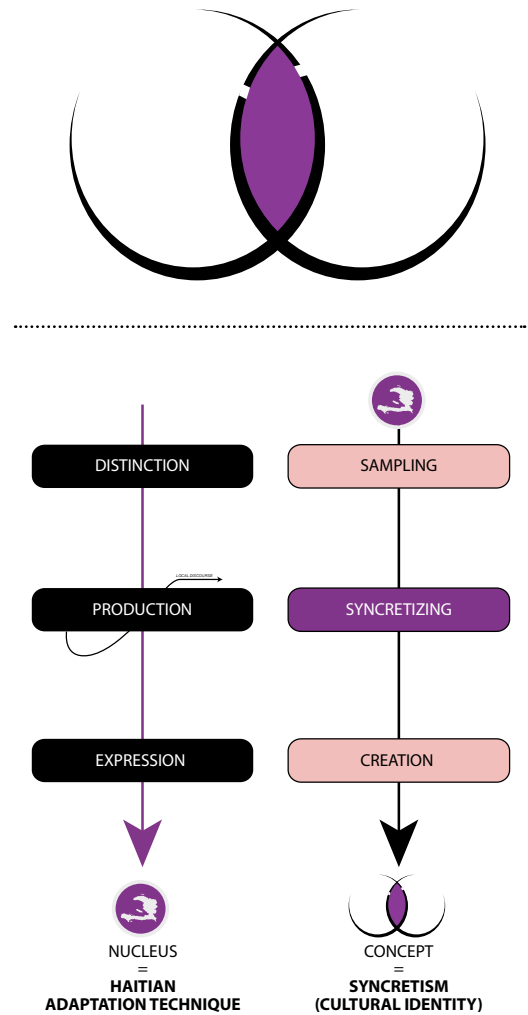 DISTINCTION
LOCAL DISCOURSE
PRODUCTION
EXPRESSION
NUCLEUS
=
HAITIAN
ADAPTATION TECHNIQUE
SAMPLING
SYNCRETIZING
CREATION
CONCEPT
=
SYNCRETISM
(CULTURAL IDENTITY)